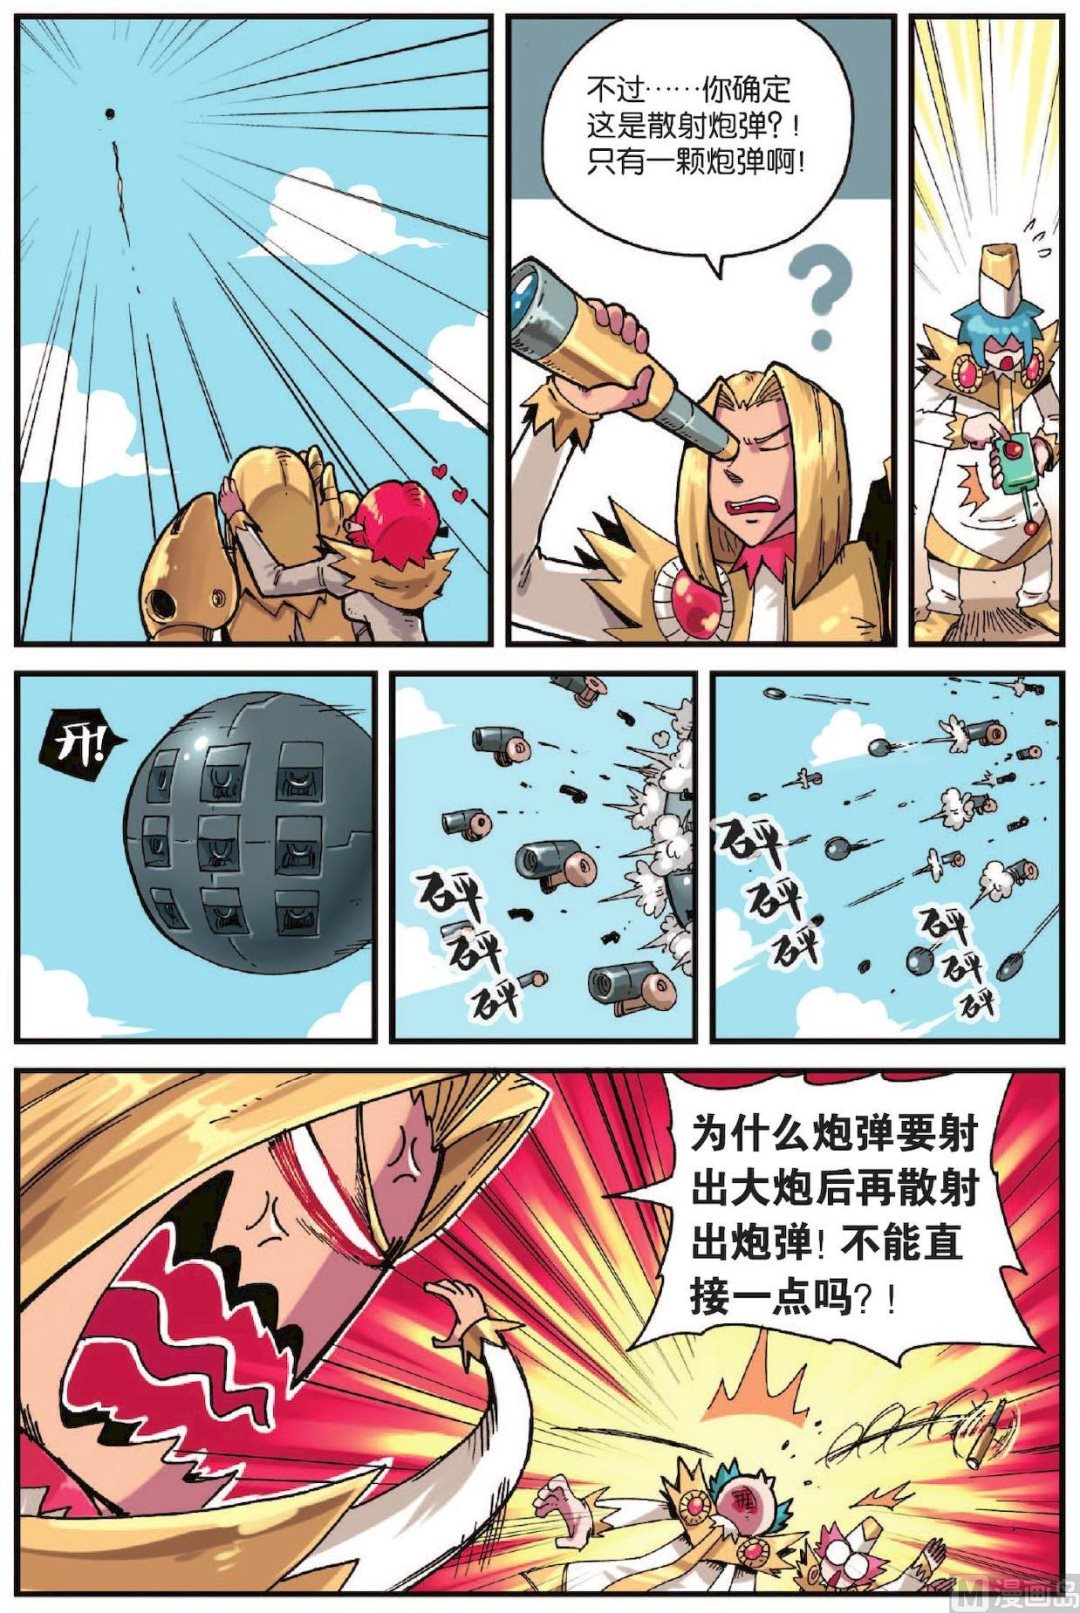 不过……你确定
这是散射炮弹？！
只有一颗炮弹啊！
？
开！
砰
砰
砰
砰
砰
砰
砰
砰
砰
为什么炮弹要射
出大炮后再散射
出炮弹！不能直
接一点吗？！
漫画岛